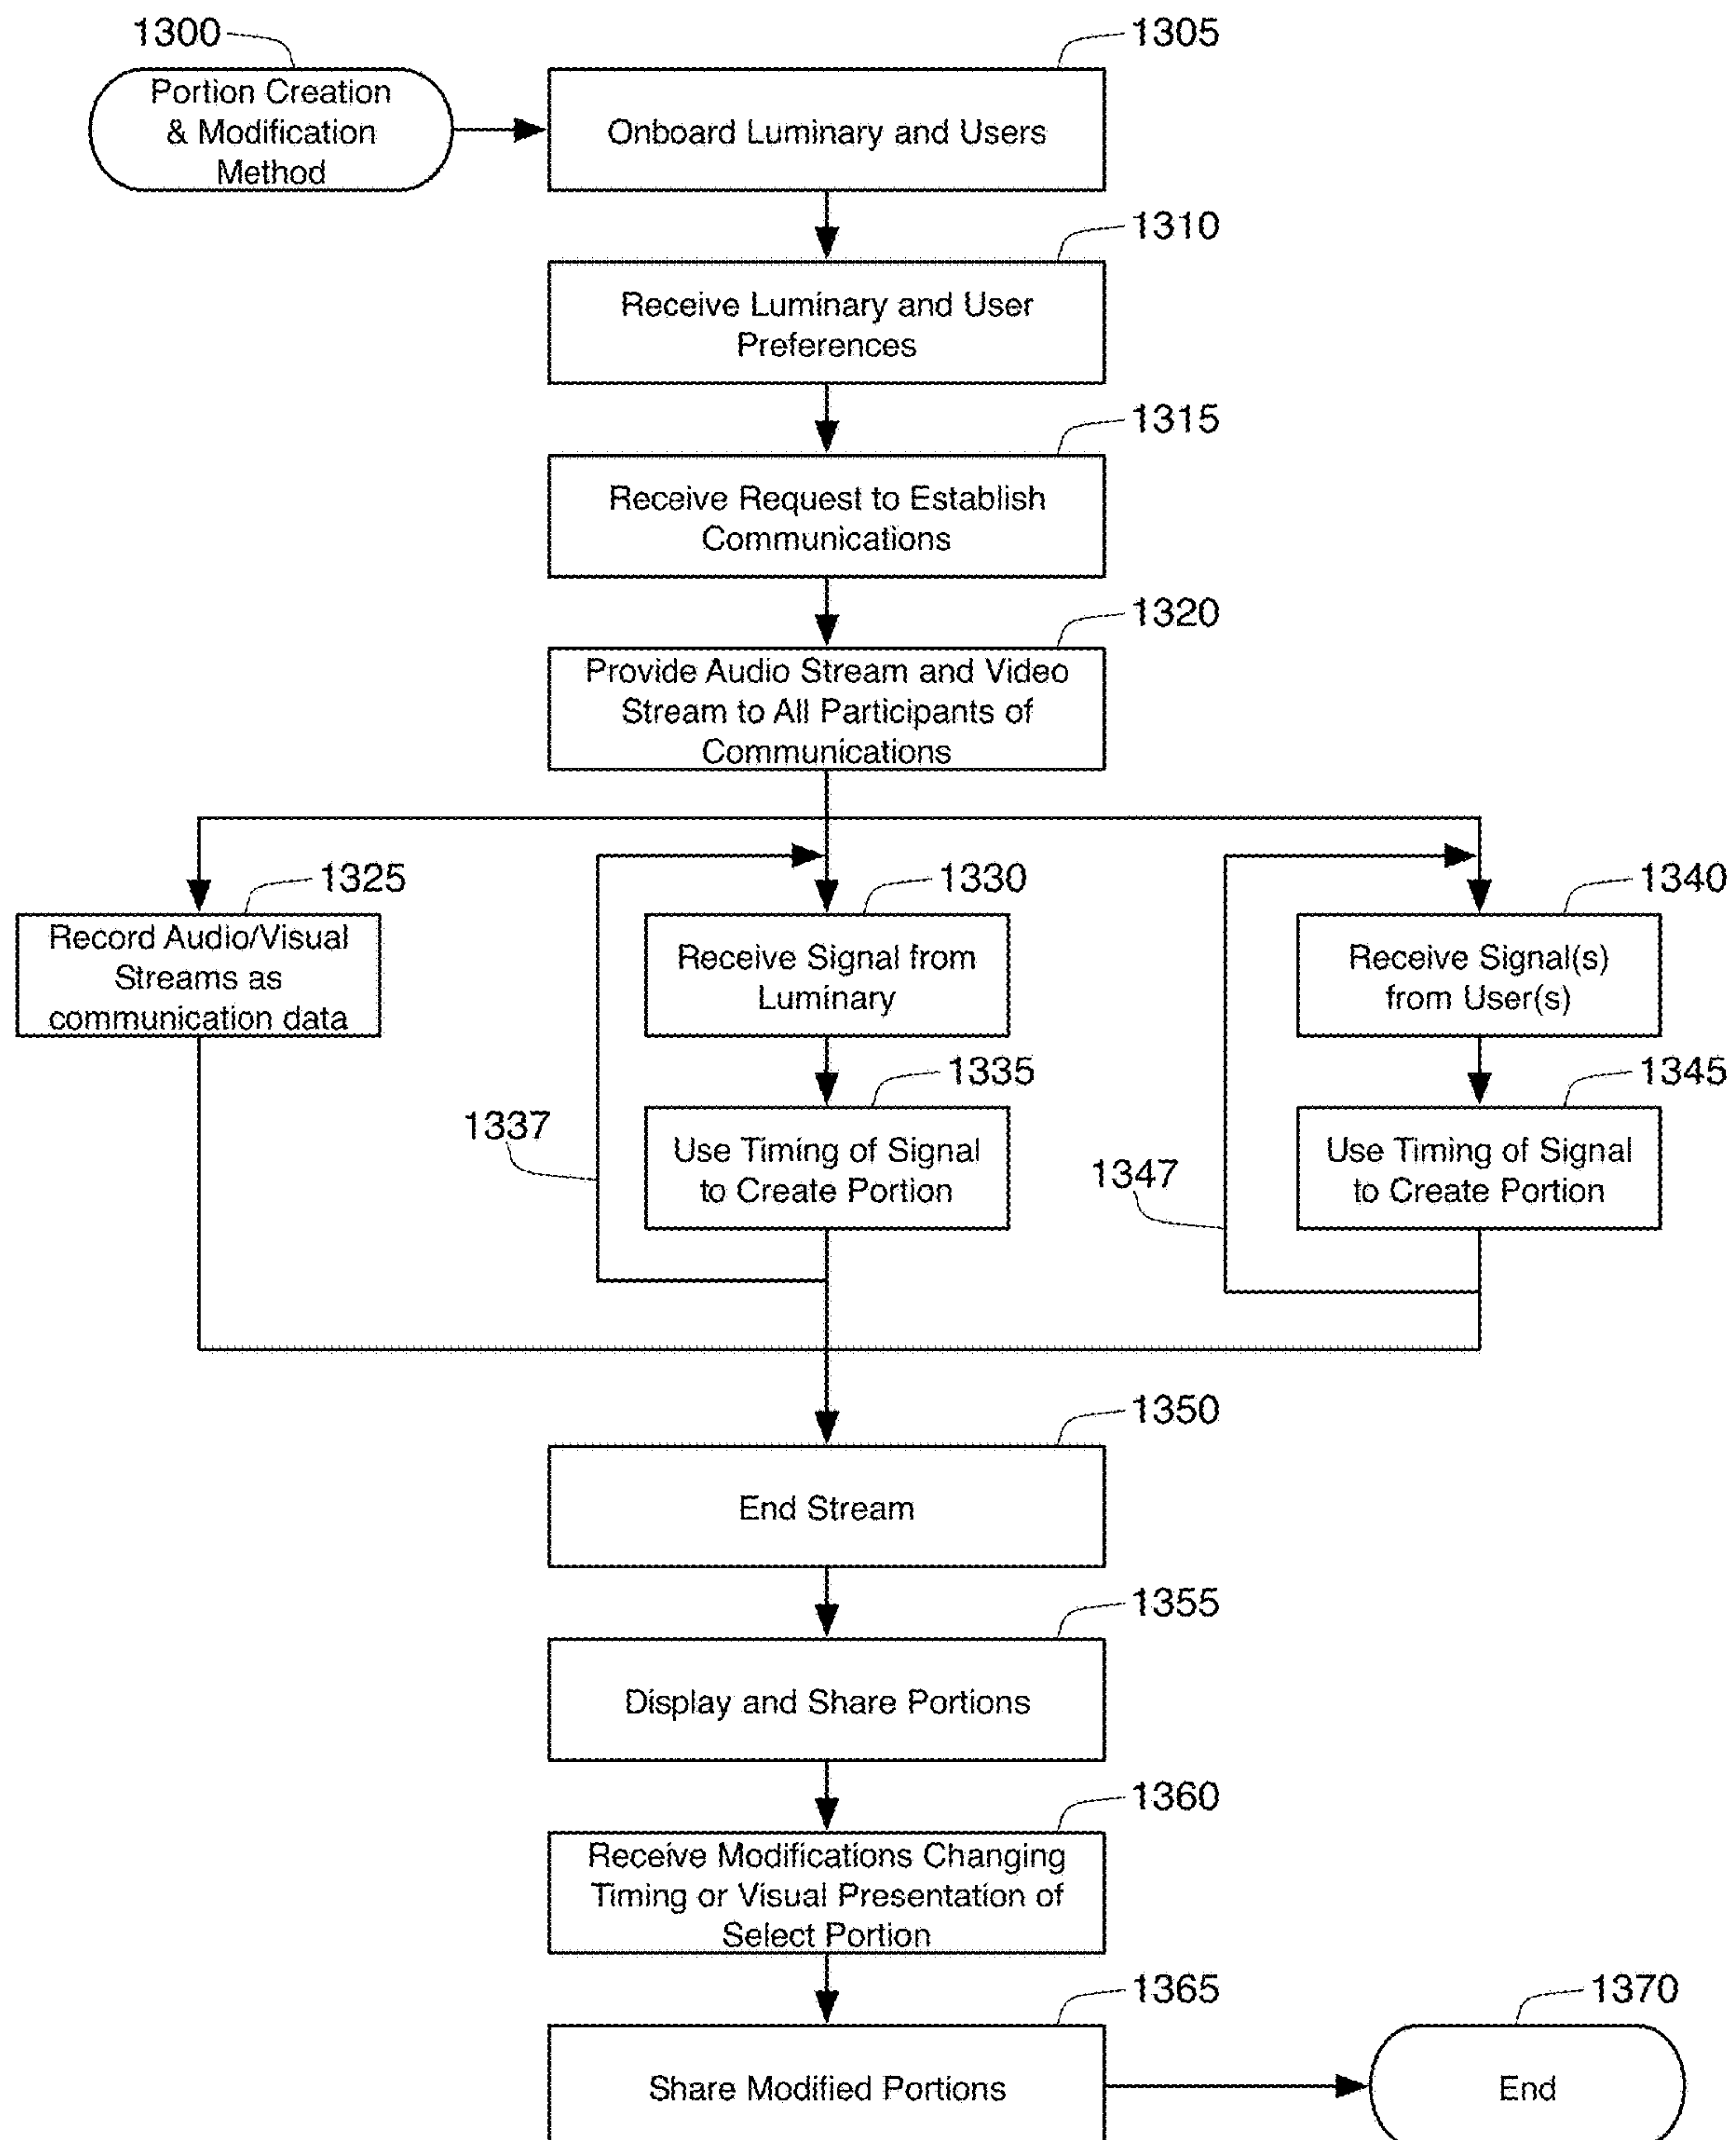 1300
Portion Creation
& Modification
Method
1305
Onboard Luminary and Users
1310
Receive Luminary and User
Preferences
1315
Receive Request to Establish
Communications
1320
Provide Audio Stream and Video
Stream to All Participants of
Communications
1325
Record Audio/Visual
Streams as
communication data
1330
Receive Signal from
Luminary
1335
Use Timing of Signal
to Create Portion
1337
1340
Receive Signal(s)
from User(s)
1345
Use Timing of Signal
to Create Portion
1347
1350
End Stream
1355
Display and Share Portions
1360
Receive Modifications Changing
Timing or Visual Presentation of
Select Portion
1365
Share Modified Portions
1370
End